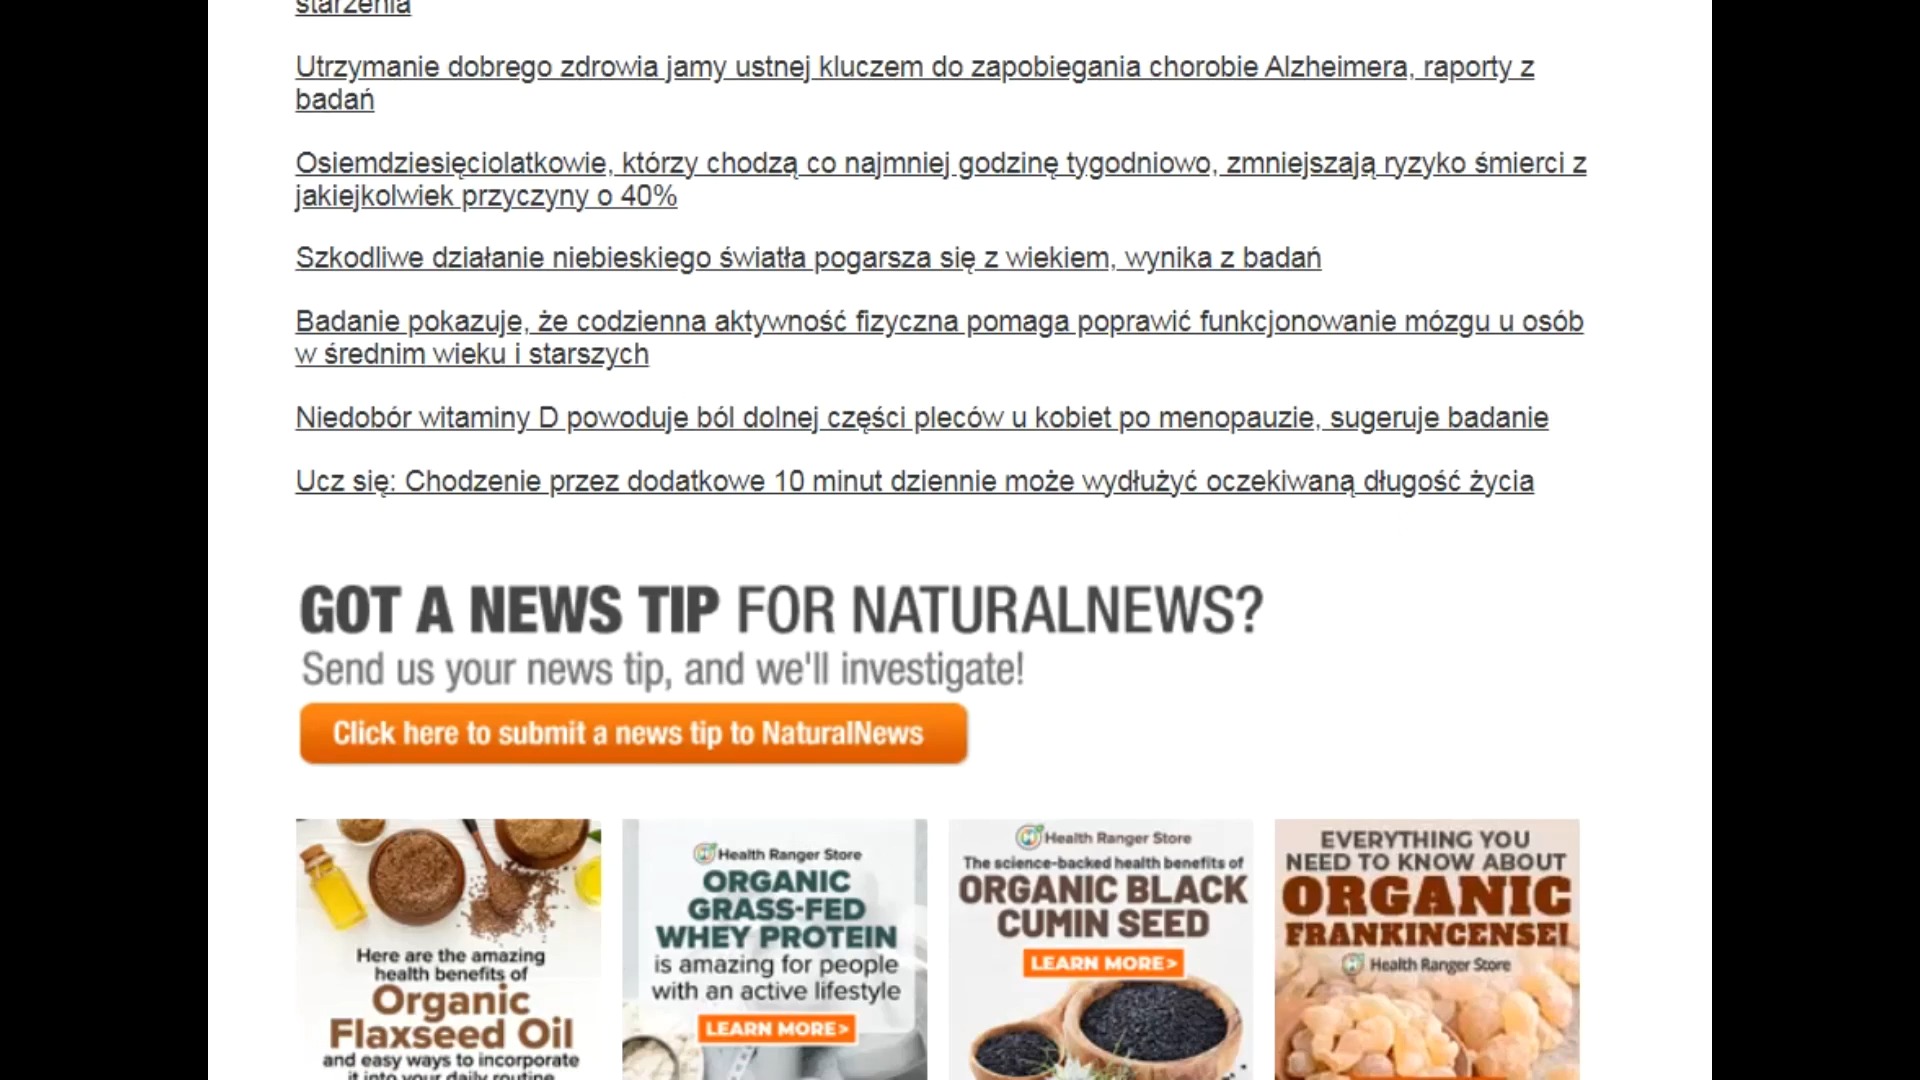 starzenia
Utrzymanie dobrego zdrowia jamy ustnej kluczem do zapobiegania chorobie Alzheimera, raporty z
badań
Osiemdziesięciolatkowie, którzy chodzą co najmniej godzinę tygodniowo, zmniejszają ryzyko śmierci z
jakiejkolwiek przyczyny o 40%
Szkodliwe działanie niebieskiego światła pogarsza się z wiekiem, wynika z badań
Badanie pokazuje, że codzienna aktywność fizyczna pomaga poprawić funkcjonowanie mózgu u osób
w średnim wieku i starszych
Niedobór witaminy D powoduje ból dolnej części pleców u kobiet po menopauzie, sugeruje badanie
Ucz się: Chodzenie przez dodatkowe 10 minut dziennie może wydłużyć oczekiwaną długość życia
GOT A NEWS TIP FOR NATURALNEWS?
Send us your news tip, and we'll investigate!
Click here to submit a news tip to NaturalNews
Here are the amazing
health benefits of
Organic
Flaxseed Oil
and easy ways to incorporate
it into your daily routine
Health Ranger Store
ORGANIC
GRASS-FED
WHEY PROTEIN
is amazing for people
with an active lifestyle
LEARN MORE>
Health Ranger Store
The science-backed health benefits of
ORGANIC BLACK
CUMIN SEED
LEARN MORE>
EVERYTHING YOU
NEED TO KNOW ABOUT
ORGANIC
FRANKINCENSE!
Health Ranger Store